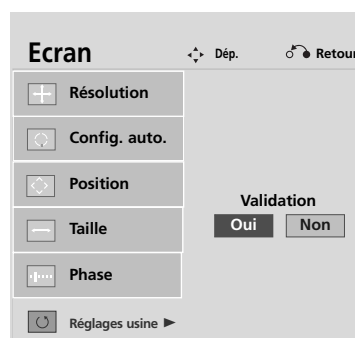 Ecran Dép. Retour
Résolution
Config. auto.
Position
Validation
Taille
Oui Non
Phase
Réglages usine ►